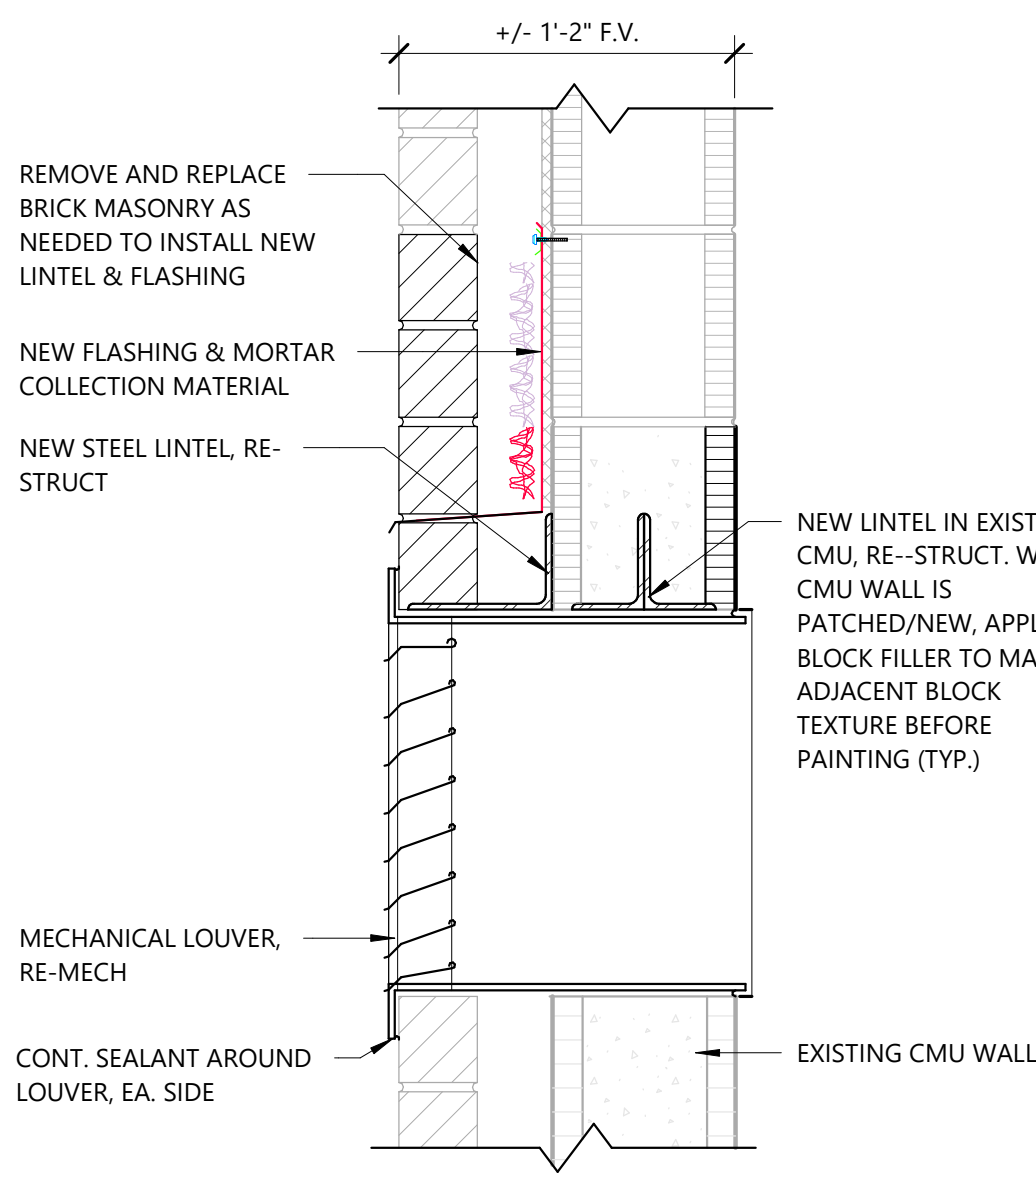 +/- 1'-2" F.V.
REMOVE AND REPLACE
BRICK MASONRY AS
NEEDED TO INSTALL NEW
LINTEL & FLASHING
NEW FLASHING & MORTAR
COLLECTION MATERIAL
NEW STEEL LINTEL, RE-
STRUCT
NEW LINTEL IN EXIST
CMU, RE--STRUCT. W
CMU WALL IS
PATCHED/NEW, APPL
BLOCK FILLER TO MA
ADJACENT BLOCK
TEXTURE BEFORE
PAINTING (TYP.)
MECHANICAL LOUVER,
RE-MECH
CONT. SEALANT AROUND
LOUVER, EA. SIDE
EXISTING CMU WALL